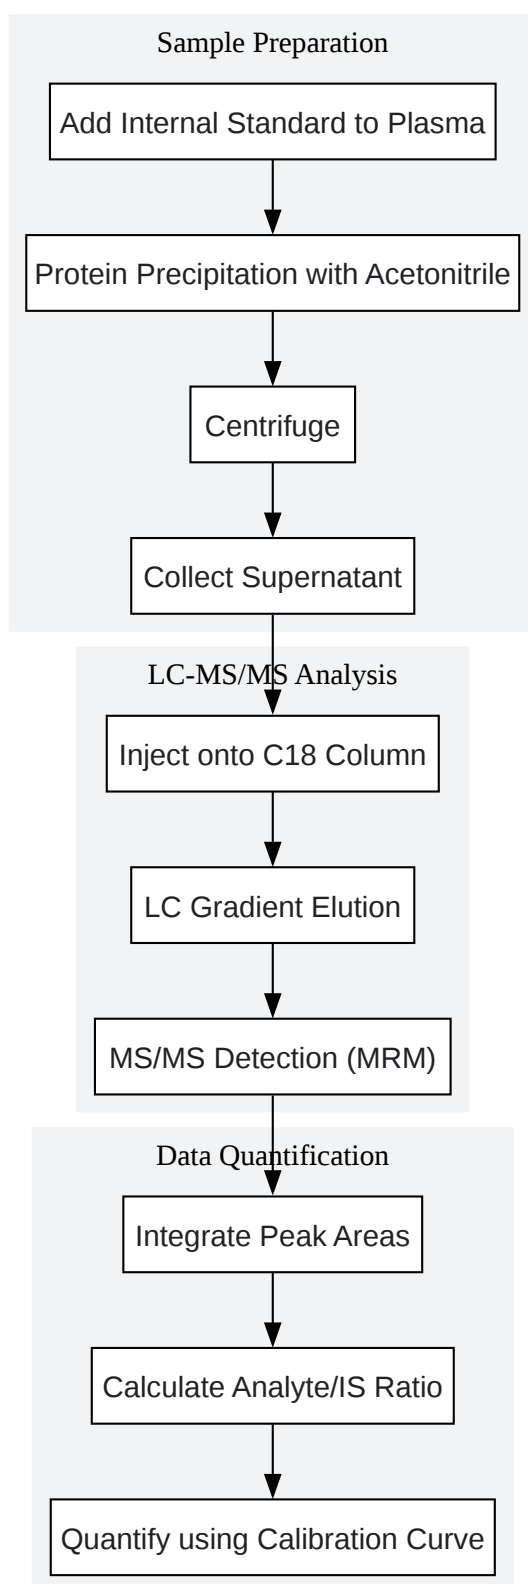 Sample Preparation
Add Internal Standard to Plasma
Protein Precipitation with Acetonitrile
Centrifuge
Collect Supernatant
LC-MS/MS Analysis
Inject onto C18 Column
LC Gradient Elution
MS/MS Detection (MRM)
Data Quantification
Integrate Peak Areas
Calculate Analyte/IS Ratio
Quantify using Calibration Curve